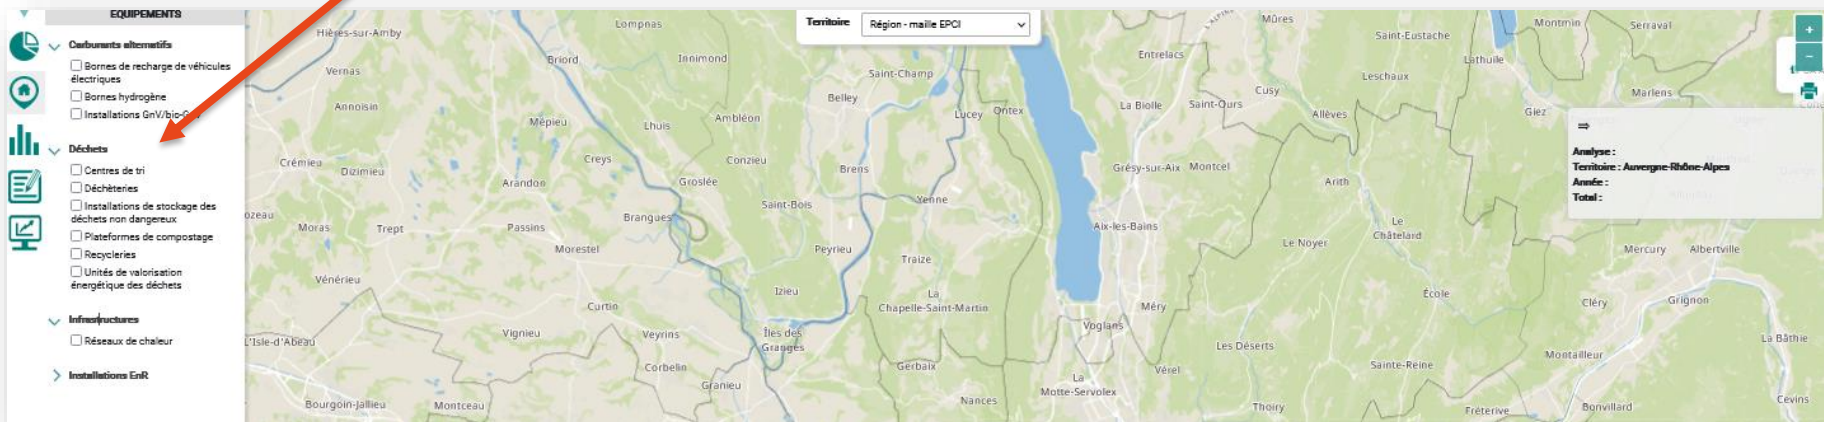 EQUIPEMENTS
Carburants alternatifs
Bornes de recharge de véhicules
électriques
Bornes hydrogène
Installations GnV/bio-
Déchets
Centres de tri
Déchèteries
Installations de stockage des
déchets non dangereux
Plateformes de compostage
Recycleries
Unités de valorisation
énergétique des déchets
Infrastructures
Réseaux de chaleur
Installations EnR
Territoire
Région - maille EPCI
+
−
⇒
Analyse :
Territoire : Auvergne-Rhône-Alpes
Année :
Total :
Hières-sur-Amby
Lompnas
Mûres
Saint-Eustache
Montmin
Serraval
Vernas
Briord
Innimond
Saint-Champ
Entrelacs
Leschaux
Lathuile
Marlens
Annoisin
Mépieu
Lhuis
Ambléon
Belley
Lucey
Ontex
La Biolle
Saint-Ours
Cusy
Allèves
Giez
Crémieu
Dizimieu
Creys
Conzieu
Brens
Grésy-sur-Aix
Montcel
Arandon
Groslée
Arith
Saint-Bois
Yenne
Moras
Trept
Passins
Brangues
Aix-les-Bains
Le
Châtelard
Morestel
Peyrieu
Traize
Le Noyer
Mercury
Albertville
Vénérieu
Izieu
La
Chapelle-Saint-Martin
École
Curtin
Méry
Cléry
Grignon
L'Isle-d'Abeau
Vignieu
Veyrins
Îles des
Granges
Voglans
Les Déserts
Montailleur
La Bâthie
Corbelin
Gerbaix
La
Motte-Servolex
Vérel
Sainte-Reine
Granieu
Bourgoin-Jallieu
Montceau
Nances
Thoiry
Fréterive
Bonvillard
Cevins